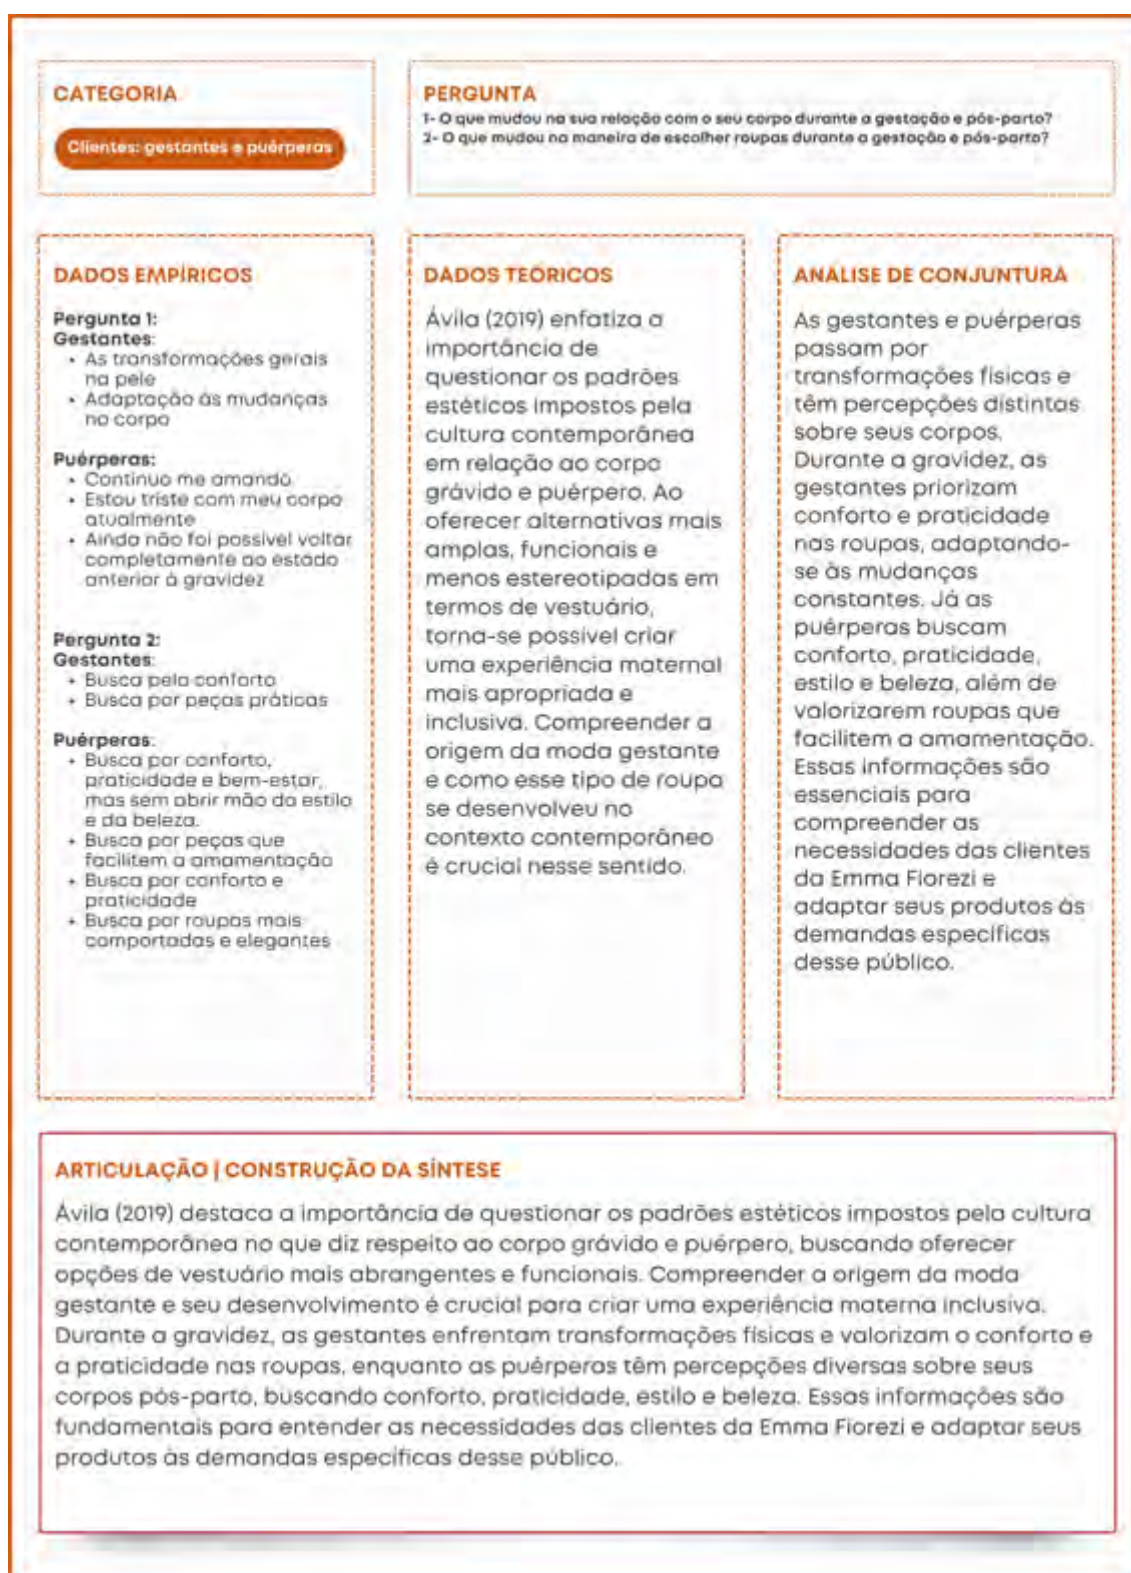 CATEGORIA
Clientes: gestantes e puérperas
PERGUNTA
1- O que mudou na sua relação com o seu corpo durante a gestação e pós-parto?
2- O que mudou na maneira de escolher roupas durante a gestação e pós-parto?
DADOS EMPÍRICOS
Pergunta 1:
Gestantes:
• As transformações gerais
na pele
• Adaptação às mudanças
no corpo
Puérperas:
• Continuo me amando
• Estou triste com meu corpo
atualmente
• Ainda não foi possível voltar
completamente ao estado
anterior à gravidez
Pergunta 2:
Gestantes:
• Busca pelo conforto
• Busca por peças práticas
Puérperas:
• Busca por conforto,
praticidade e bem-estar,
mas sem abrir mão do estilo
e da beleza.
• Busca por peças que
facilitem a amamentação
• Busca por conforto e
praticidade
• Busca por roupas mais
comportadas e elegantes
DADOS TEÓRICOS
Ávila (2019) enfatiza a
importância de
questionar os padrões
estéticos impostos pela
cultura contemporânea
em relação ao corpo
grávido e puérpero. Ao
oferecer alternativas mais
amplas, funcionais e
menos estereotipadas em
termos de vestuário,
torna-se possível criar
uma experiência maternal
mais apropriada e
inclusiva. Compreender a
origem da moda gestante
e como esse tipo de roupa
se desenvolveu no
contexto contemporâneo
é crucial nesse sentido.
ANÁLISE DE CONJUNTURA
As gestantes e puérperas
passam por
transformações físicas e
têm percepções distintas
sobre seus corpos.
Durante a gravidez, as
gestantes priorizam
conforto e praticidade
nas roupas, adaptando-
se às mudanças
constantes. Já as
puérperas buscam
conforto, praticidade,
estilo e beleza, além de
valorizarem roupas que
facilitem a amamentação.
Essas informações são
essenciais para
compreender as
necessidades das clientes
da Emma Fiorezi e
adaptar seus produtos às
demandas específicas
desse público.
ARTICULAÇÃO | CONSTRUÇÃO DA SÍNTESE
Ávila (2019) destaca a importância de questionar os padrões estéticos impostos pela cultura
contemporânea no que diz respeito ao corpo grávido e puérpero, buscando oferecer
opções de vestuário mais abrangentes e funcionais. Compreender a origem da moda
gestante e seu desenvolvimento é crucial para criar uma experiência materna inclusiva.
Durante a gravidez, as gestantes enfrentam transformações físicas e valorizam o conforto e
a praticidade nas roupas, enquanto as puérperas têm percepções diversas sobre seus
corpos pós-parto, buscando conforto, praticidade, estilo e beleza. Essas informações são
fundamentais para entender as necessidades das clientes da Emma Fiorezi e adaptar seus
produtos às demandas específicas desse público.